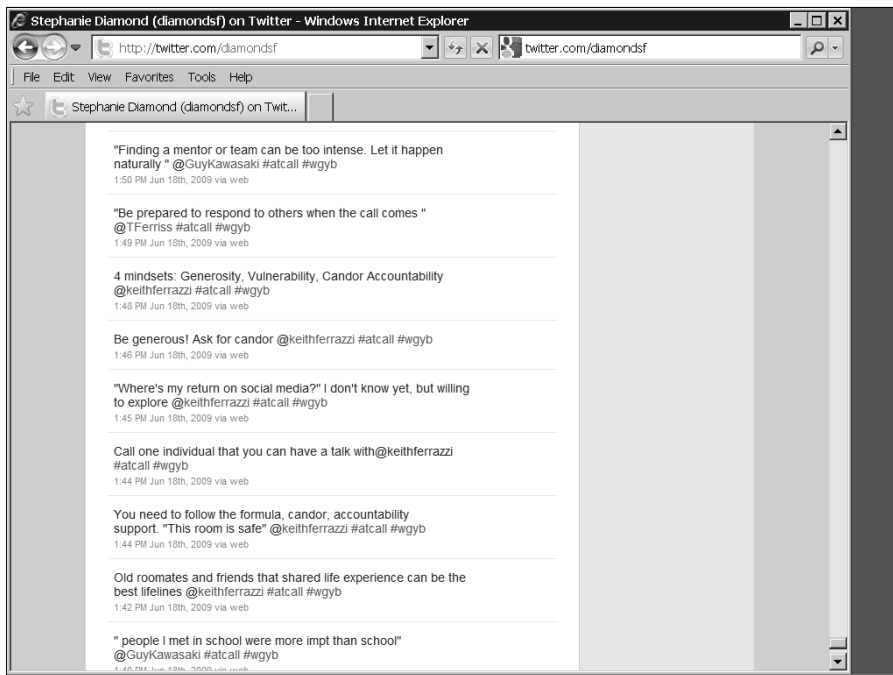 Stephanie Diamond (diamondsf) on Twitter - Windows Internet Explorer
http://twitter.com/diamondsf
twitter.com/diamondsf
File Edit View Favorites Tools Help
Stephanie Diamond (diamondsf) on Twit...
"Finding a mentor or team can be too intense. Let it happen
naturally " @GuyKawasaki #atcall #wgyb
1:50 PM Jun 18th, 2009 via web
"Be prepared to respond to others when the call comes "
@TFerriss #atcall #wgyb
1:49 PM Jun 18th, 2009 via web
4 mindsets: Generosity, Vulnerability, Candor Accountability
@keithferrazzi #atcall #wgyb
1:48 PM Jun 18th, 2009 via web
Be generous! Ask for candor @keithferrazzi #atcall #wgyb
1:46 PM Jun 18th, 2009 via web
"Where's my return on social media?" I don't know yet, but willing
to explore @keithferrazzi #atcall #wgyb
1:45 PM Jun 18th, 2009 via web
Call one individual that you can have a talk with@keithferrazzi
#atcall #wgyb
1:44 PM Jun 18th, 2009 via web
You need to follow the formula, candor, accountability
support. "This room is safe" @keithferrazzi #atcall #wgyb
1:44 PM Jun 18th, 2009 via web
Old roomates and friends that shared life experience can be the
best lifelines @keithferrazzi #atcall #wgyb
1:42 PM Jun 18th, 2009 via web
" people I met in school were more impt than school"
@GuyKawasaki #atcall #wgyb
1:40 PM Jun 18th, 2009 via web